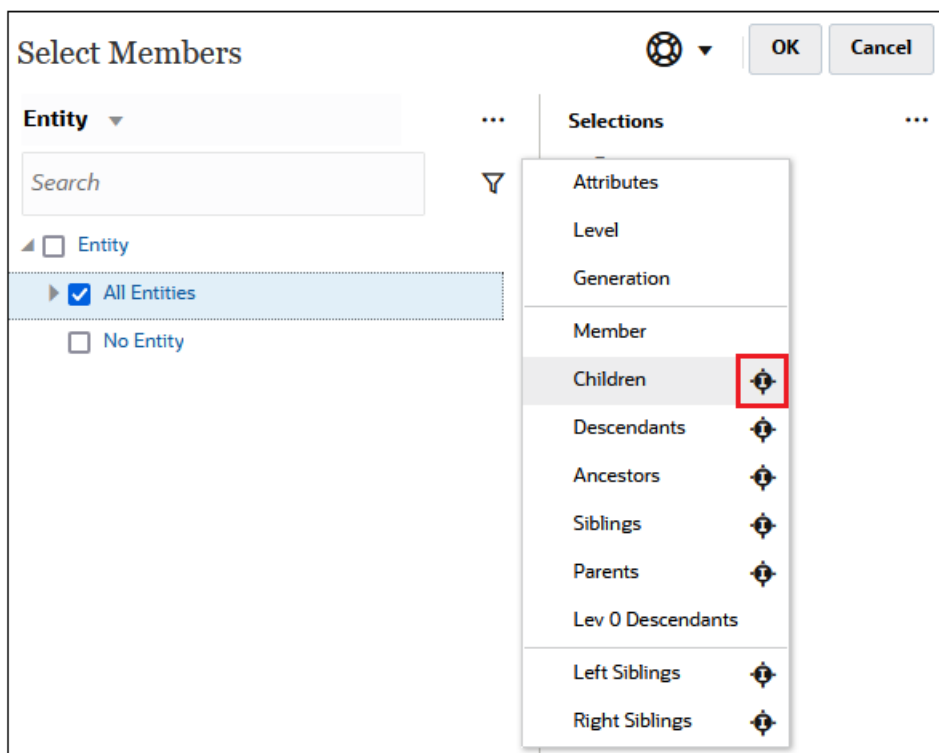 Select Members
OK
Cancel
Entity
...
Selections
...
Search
Entity
All Entities
No Entity
Attributes
Level
Generation
Member
Children
Descendants
Ancestors
Siblings
Parents
Lev 0 Descendants
Left Siblings
Right Siblings